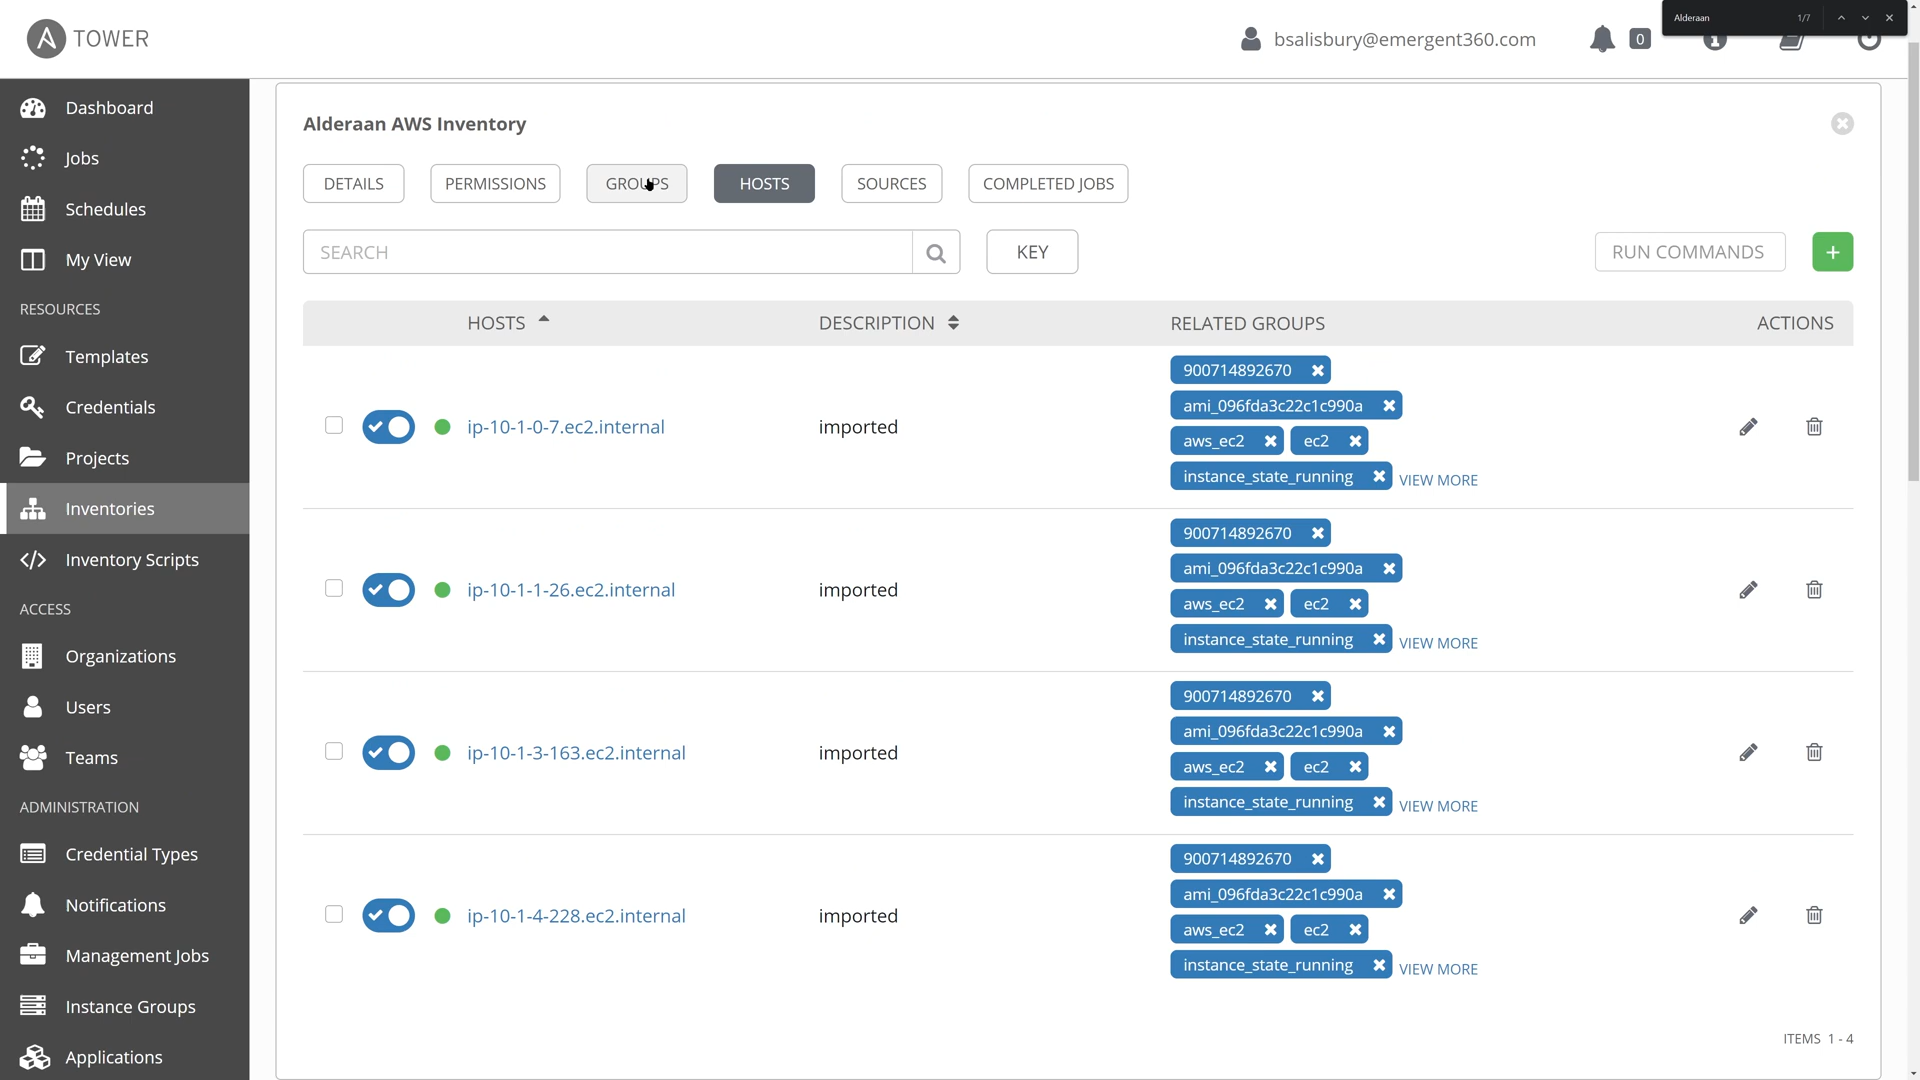 A TOWER
bsalisbury@emergent360.com
0
Alderaan 1/7
Dashboard
Jobs
Schedules
My View
RESOURCES
Templates
Credentials
Projects
Inventories
Inventory Scripts
ACCESS
Organizations
Users
Teams
ADMINISTRATION
Credential Types
Notifications
Management Jobs
Instance Groups
Applications
Alderaan AWS Inventory
DETAILS PERMISSIONS GROUPS HOSTS SOURCES COMPLETED JOBS
SEARCH KEY RUN COMMANDS +
HOSTS DESCRIPTION RELATED GROUPS ACTIONS
ip-10-1-0-7.ec2.internal imported
900714892670
ami_096fda3c22c1c990a
aws_ec2 ec2
instance_state_running VIEW MORE
ip-10-1-1-26.ec2.internal imported
900714892670
ami_096fda3c22c1c990a
aws_ec2 ec2
instance_state_running VIEW MORE
ip-10-1-3-163.ec2.internal imported
900714892670
ami_096fda3c22c1c990a
aws_ec2 ec2
instance_state_running VIEW MORE
ip-10-1-4-228.ec2.internal imported
900714892670
ami_096fda3c22c1c990a
aws_ec2 ec2
instance_state_running VIEW MORE
ITEMS 1 - 4